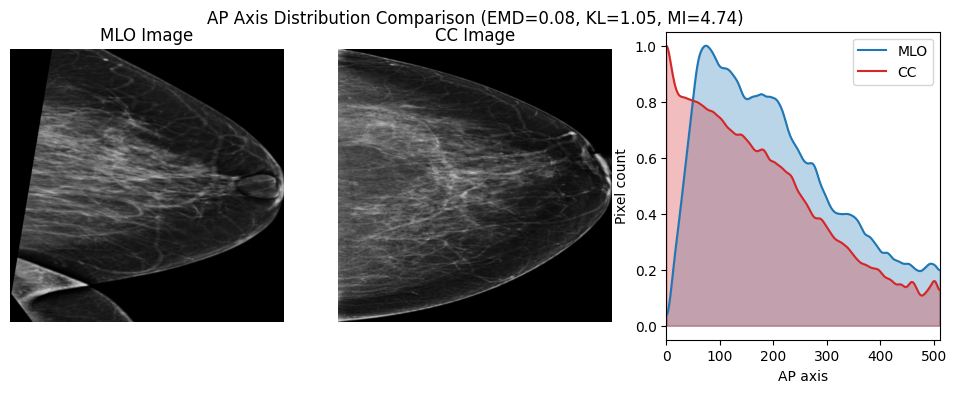 AP Axis Distribution Comparison (EMD=0.08, KL=1.05, MI=4.74)
MLO Image
CC Image
MLO
CC
Pixel count
1.0
0.8
0.6
0.4
0.2
0.0
0 100 200 300 400 500
AP axis